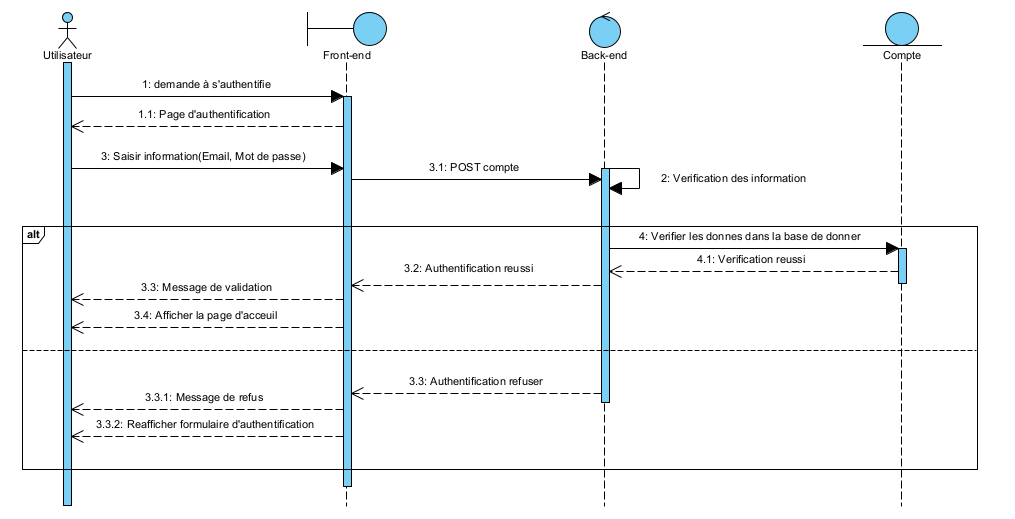 Utilisateur
Front-end
Back-end
Compte
1: demande à s'authentifie
1.1: Page d'authentification
3: Saisir information(Email, Mot de passe)
3.1: POST compte
2: Verification des information
alt
4: Verifier les donnes dans la base de donner
4.1: Verification reussi
3.2: Authentification reussi
3.3: Message de validation
3.4: Afficher la page d'acceuil
3.3: Authentification refuser
3.3.1: Message de refus
3.3.2: Reafficher formulaire d'authentification